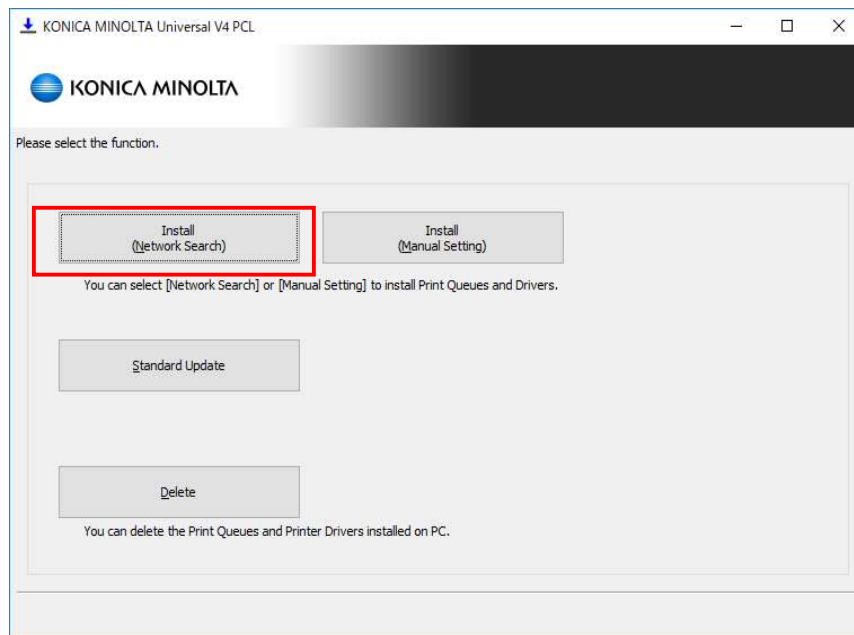 KONICA MINOLTA Universal V4 PCL
KONICA MINOLTA
Please select the function.
Install
(Network Search)
Install
(Manual Setting)
You can select [Network Search] or [Manual Setting] to install Print Queues and Drivers.
Standard Update
Delete
You can delete the Print Queues and Printer Drivers installed on PC.